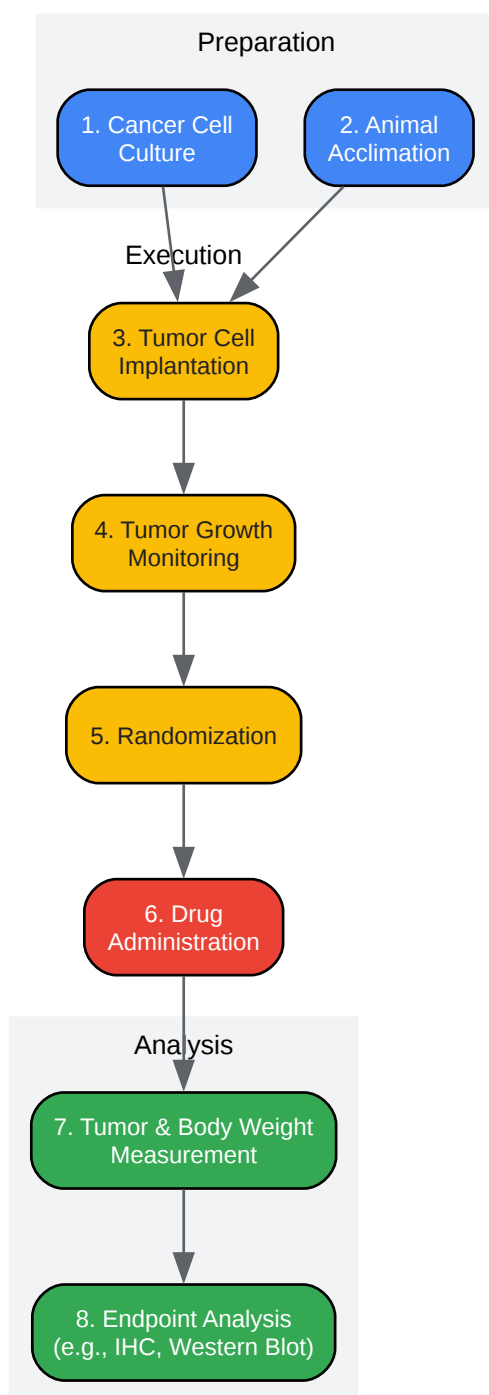 Preparation
1. Cancer Cell
Culture
2. Animal
Acclimation
Execution
3. Tumor Cell
Implantation
4. Tumor Growth
Monitoring
5. Randomization
6. Drug
Administration
Analysis
7. Tumor & Body Weight
Measurement
8. Endpoint Analysis
(e.g., IHC, Western Blot)